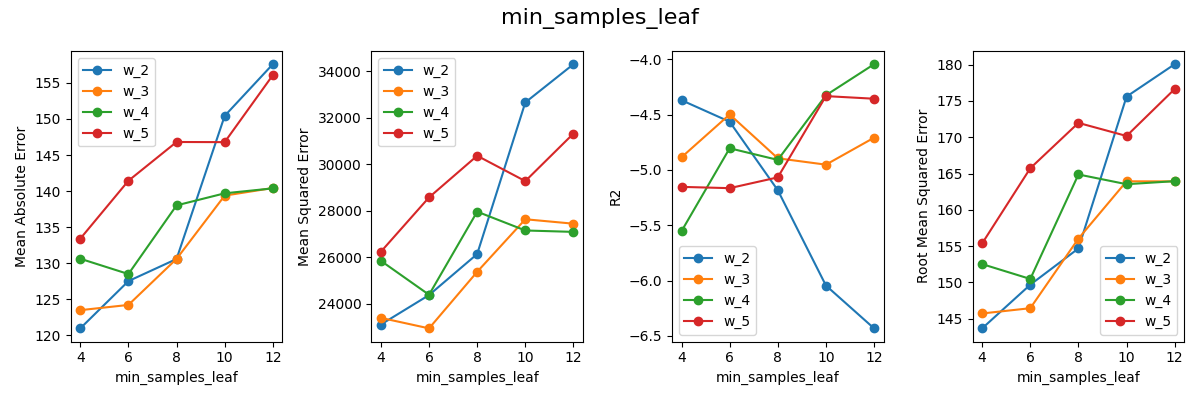 min_samples_leaf
Mean Absolute Error
155
150
145
140
135
130
125
120
4 6 8 10 12
min_samples_leaf
w_2
w_3
w_4
w_5
Mean Squared Error
34000
32000
30000
28000
26000
24000
4 6 8 10 12
min_samples_leaf
w_2
w_3
w_4
w_5
R2
−4.0
−4.5
−5.0
−5.5
−6.0
−6.5
4 6 8 10 12
min_samples_leaf
w_2
w_3
w_4
w_5
Root Mean Squared Error
180
175
170
165
160
155
150
145
4 6 8 10 12
min_samples_leaf
w_2
w_3
w_4
w_5